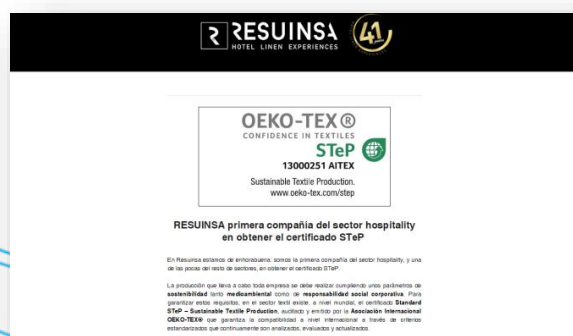 RESUINSA
HOTEL LINEN EXPERIENCES
41
OEKO-TEX®
CONFIDENCE IN TEXTILES
STeP
13000251 AITEX
Sustainable Textile Production.
www.oeko-tex.com/step
RESUINSA primera compañía del sector hospitality
en obtener el certificado STeP
En Resuinsa estamos de enhorabuena: somos la primera compañía del sector hospitality, y una
de las pocas del resto de sectores, en obtener el certificado STeP.
La producción que lleva a cabo toda empresa se debe realizar cumpliendo unos parámetros de
sostenibilidad tanto medioambiental como de responsabilidad social corporativa. Para
garantizar estos requisitos, en el sector textil existe, a nivel mundial, el certificado Standard
STeP – Sustainable Textile Production, auditado y emitido por la Asociación Internacional
OEKO-TEX® que garantiza la compatibilidad a nivel internacional a través de criterios
estandarizados que continuamente son analizados, evaluados y actualizados.